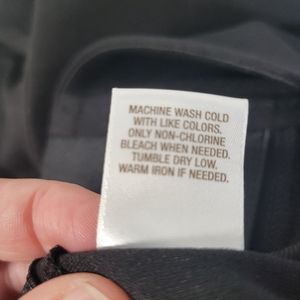 MACHINE WASH COLD
WITH LIKE COLORS.
ONLY NON-CHLORINE
BLEACH WHEN NEEDED.
TUMBLE DRY LOW.
WARM IRON IF NEEDED.